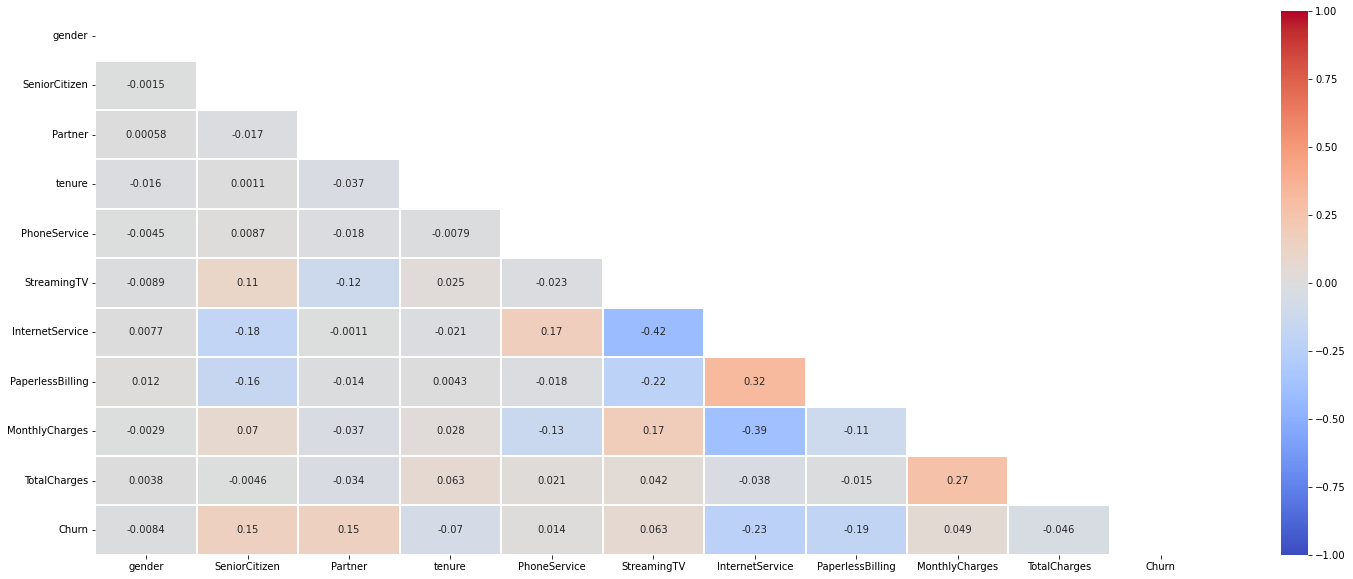 gender
SeniorCitizen -0.0015
Partner 0.00058 -0.017
tenure -0.016 0.0011 -0.037
PhoneService -0.0045 0.0087 -0.018 -0.0079
StreamingTV -0.0089 0.11 -0.12 0.025 -0.023
InternetService 0.0077 -0.18 -0.0011 -0.021 0.17 -0.42
PaperlessBilling 0.012 -0.16 -0.014 0.0043 -0.018 -0.22 0.32
MonthlyCharges -0.0029 0.07 -0.037 0.028 -0.13 0.17 -0.39 -0.11
TotalCharges 0.0038 -0.0046 -0.034 0.063 0.021 0.042 -0.038 -0.015 0.27
Churn -0.0084 0.15 0.15 -0.07 0.014 0.063 -0.23 -0.19 0.049 -0.046
gender SeniorCitizen Partner tenure PhoneService StreamingTV InternetService PaperlessBilling MonthlyCharges TotalCharges Churn
1.00
0.75
0.50
0.25
0.00
−0.25
−0.50
−0.75
−1.00